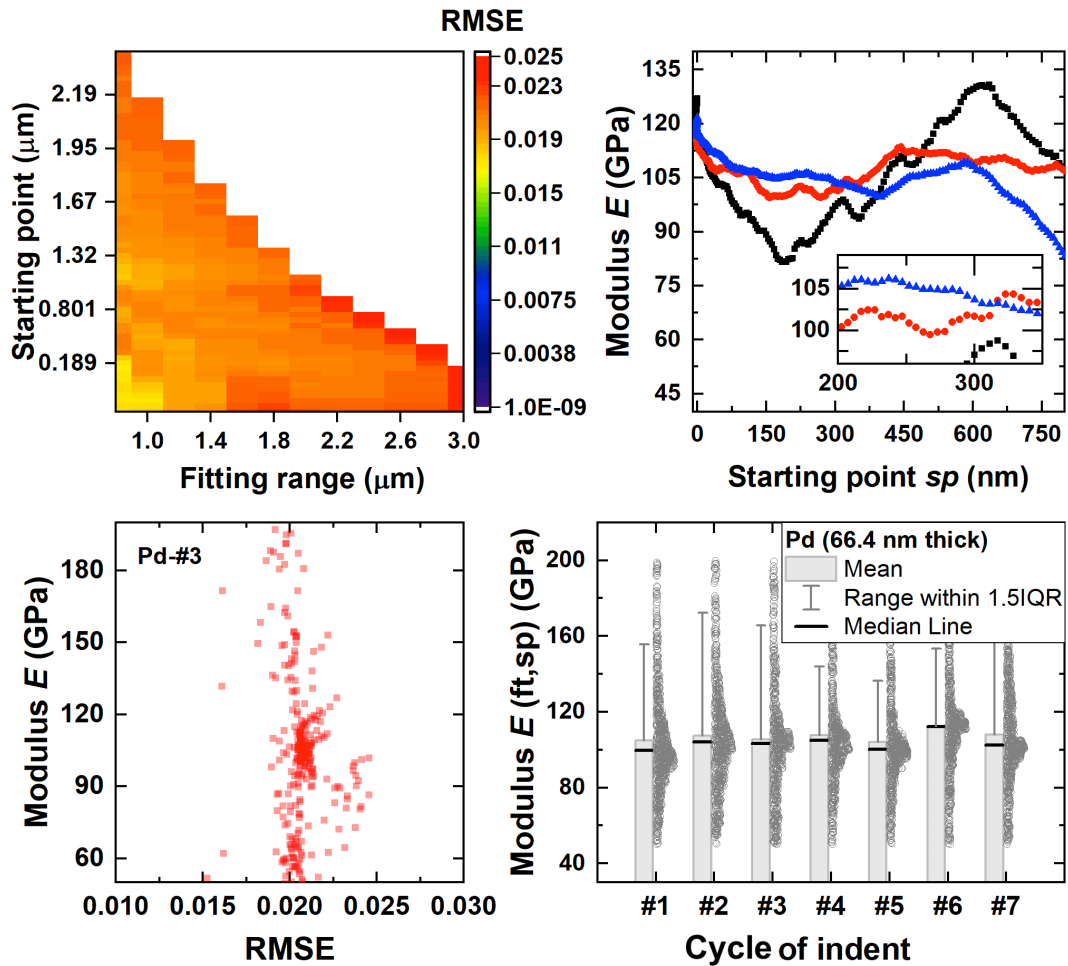 RMSE
Starting point (μm)
2.19
1.95
1.67
1.32
0.801
0.189
1.0 1.4 1.8 2.2 2.6 3.0
Fitting range (μm)
0.025
0.023
0.019
0.015
0.011
0.0075
0.0038
1.0E-09
Modulus E (GPa)
135
120
105
90
75
60
45
0 150 300 450 600 750
Starting point sp (nm)
105
100
200 300
Modulus E (GPa)
180
150
120
90
60
Pd-#3
0.010 0.015 0.020 0.025 0.030
RMSE
Modulus E (ft,sp) (GPa)
200
160
120
80
40
Pd (66.4 nm thick)
Mean
Range within 1.5IQR
Median Line
#1 #2 #3 #4 #5 #6 #7
Cycle of indent